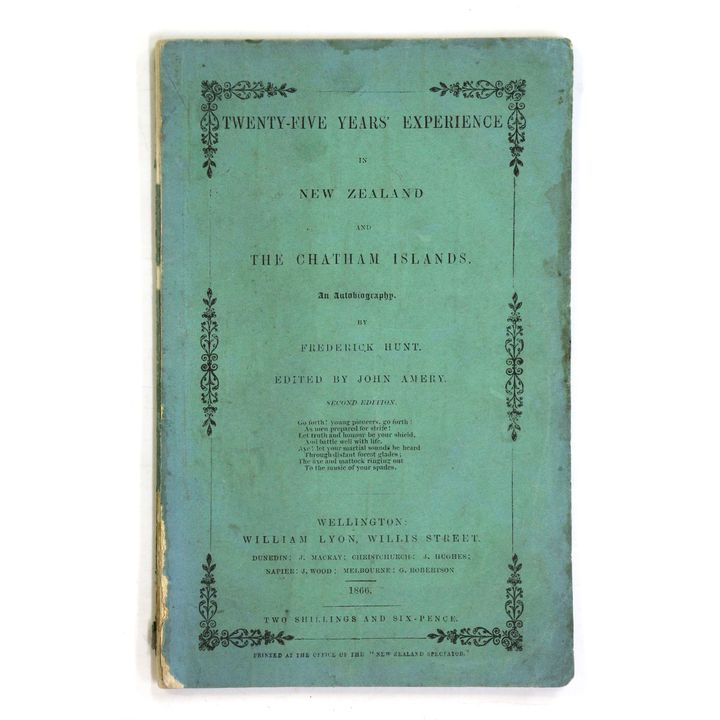 TWENTY-FIVE YEARS' EXPERIENCE
IN
NEW ZEALAND
AND
THE CHATHAM ISLANDS.
An Autobiography.
BY
FREDERICK HUNT.
EDITED BY JOHN AMERY.
SECOND EDITION.
Go forth! young pioneers, go forth!
As men prepared for strife!
Let truth and honour be your shield,
And battle well with life.
Aye! let your martial sounds be heard
Through distant forest glades;
The axe and mattock ringing out
To the music of your spades.
WELLINGTON:
WILLIAM LYON, WILLIS STREET.
DUNEDIN: J. MACKAY; CHRISTCHURCH: J. HUGHES;
NAPIER: J. WOOD; MELBOURNE: G. ROBERTSON
1866.
TWO SHILLINGS AND SIX-PENCE.
PRINTED AT THE OFFICE OF THE "NEW ZEALAND SPECTATOR."